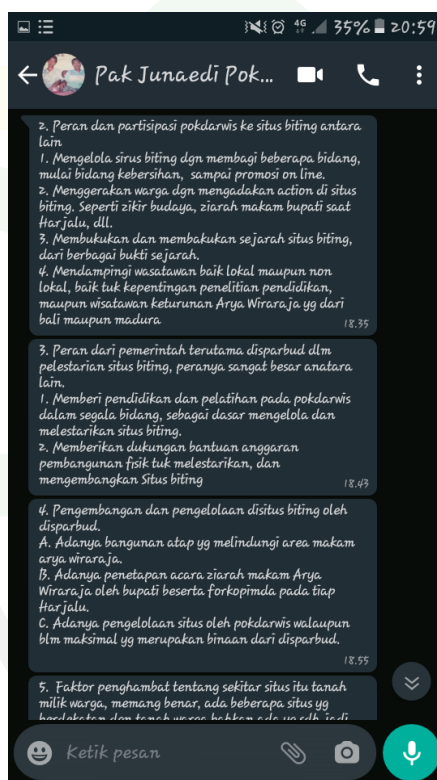 4G 35% 20:59
Pak Junaedi Pok...
2. Peran dan partisipasi pokdarwis ke situs biting antara
lain
1. Mengelola sirus biting dgn membagi beberapa bidang,
mulai bidang kebersihan, sampai promosi on line.
2. Menggerakan warga dgn mengadakan action di situs
biting. Seperti zikir budaya, ziarah makam bupati saat
Harjalu, dll.
3. Membukukan dan membakukan sejarah situs biting,
dari berbagai bukti sejarah.
4. Mendampingi wasatawan baik lokal maupun non
lokal, baik tuk kepentingan penelitian pendidikan,
maupun wisatawan keturunan Arya Wiraraja yg dari
bali maupun madura
18.35
3. Peran dari pemerintah terutama disparbud dlm
pelestarian situs biting, peranya sangat besar anatara
lain.
1. Memberi pendidikan dan pelatihan pada pokdarwis
dalam segala bidang, sebagai dasar mengelola dan
melestarikan situs biting.
2. Memberikan dukungan bantuan anggaran
pembangunan fisik tuk melestarikan, dan
mengembangkan Situs biting
18.43
4. Pengembangan dan pengelolaan disitus biting oleh
disparbud.
A. Adanya bangunan atap yg melindungi area makam
arya wiraraja.
B. Adanya penetapan acara ziarah makam Arya
Wiraraja oleh bupati beserta forkopimda pada tiap
Harjalu.
C. Adanya pengelolaan situs oleh pokdarwis walaupun
blm maksimal yg merupakan binaan dari disparbud.
18.55
5. Faktor penghambat tentang sekitar situs itu tanah
milik warga, memang benar, ada beberapa situs yg
berdekatan dgn tanah warga bahkan ada yg sdh jadi
Ketik pesan